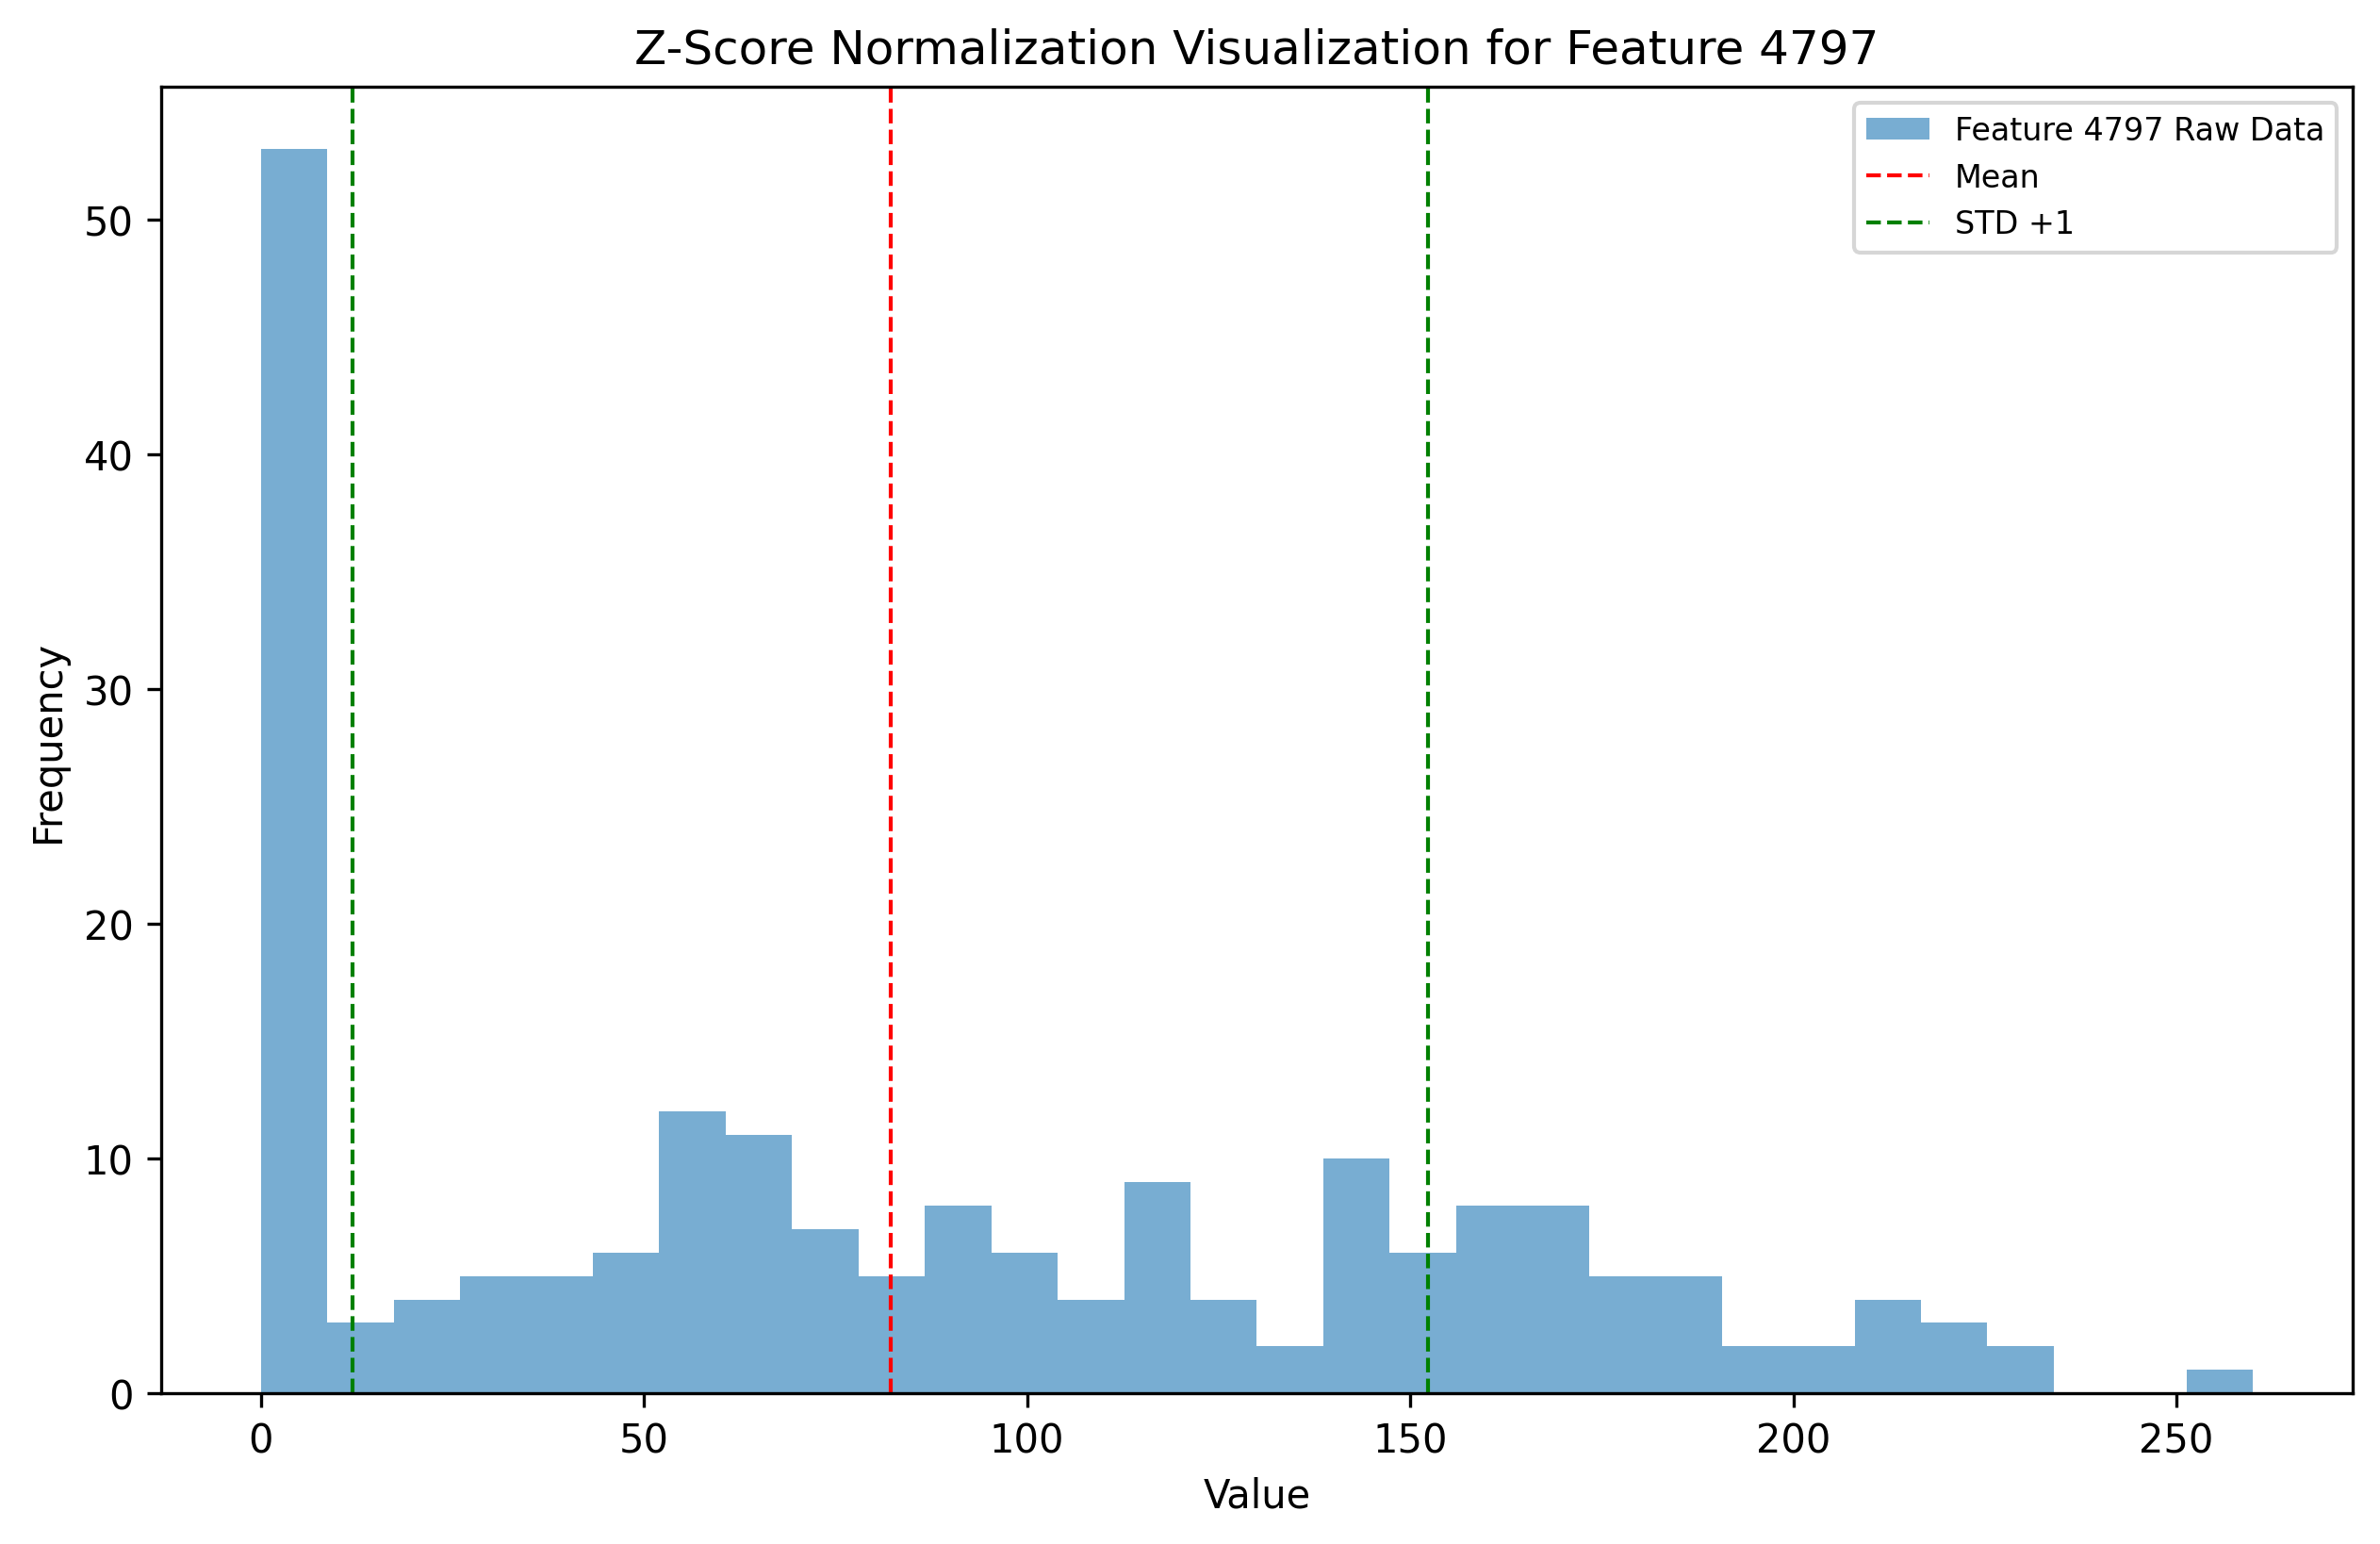 Z-Score Normalization Visualization for Feature 4797
Feature 4797 Raw Data
Mean
STD +1
50
40
30
20
10
0
Frequency
0 50 100 150 200 250
Value